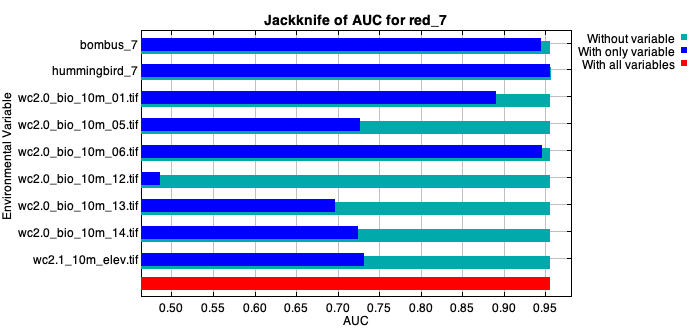 Jackknife of AUC for red_7
Without variable
With only variable
With all variables
Environmental Variable
bombus_7
hummingbird_7
wc2.0_bio_10m_01.tif
wc2.0_bio_10m_05.tif
wc2.0_bio_10m_06.tif
wc2.0_bio_10m_12.tif
wc2.0_bio_10m_13.tif
wc2.0_bio_10m_14.tif
wc2.1_10m_elev.tif
0.50 0.55 0.60 0.65 0.70 0.75 0.80 0.85 0.90 0.95
AUC